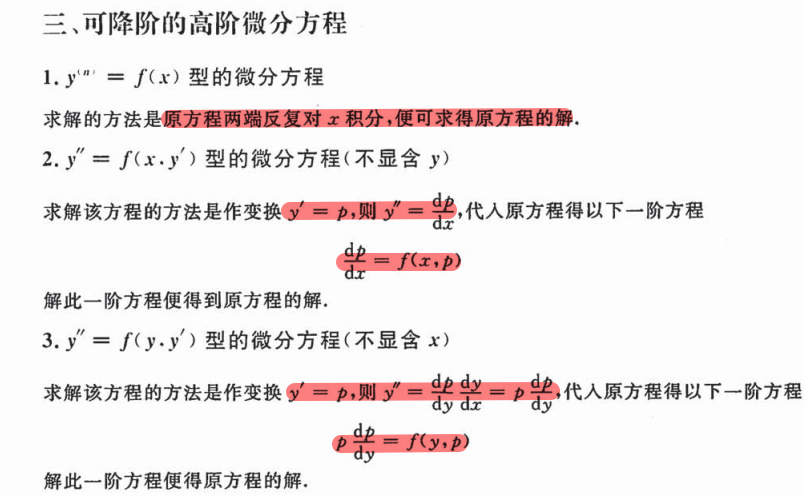 三、可降阶的高阶微分方程
1. y⁽ⁿ⁾ = f(x) 型的微分方程
求解的方法是原方程两端反复对 x 积分,便可求得原方程的解.
2. y″ = f(x.y′) 型的微分方程(不显含 y)
求解该方程的方法是作变换 y′ = p,则 y″ = dp/dx,代入原方程得以下一阶方程
dp/dx = f(x,p)
解此一阶方程便得到原方程的解.
3. y″ = f(y.y′) 型的微分方程(不显含 x)
求解该方程的方法是作变换 y′ = p,则 y″ = dp/dy dy/dx = p dp/dy,代入原方程得以下一阶方程
p dp/dy = f(y,p)
解此一阶方程便得原方程的解.